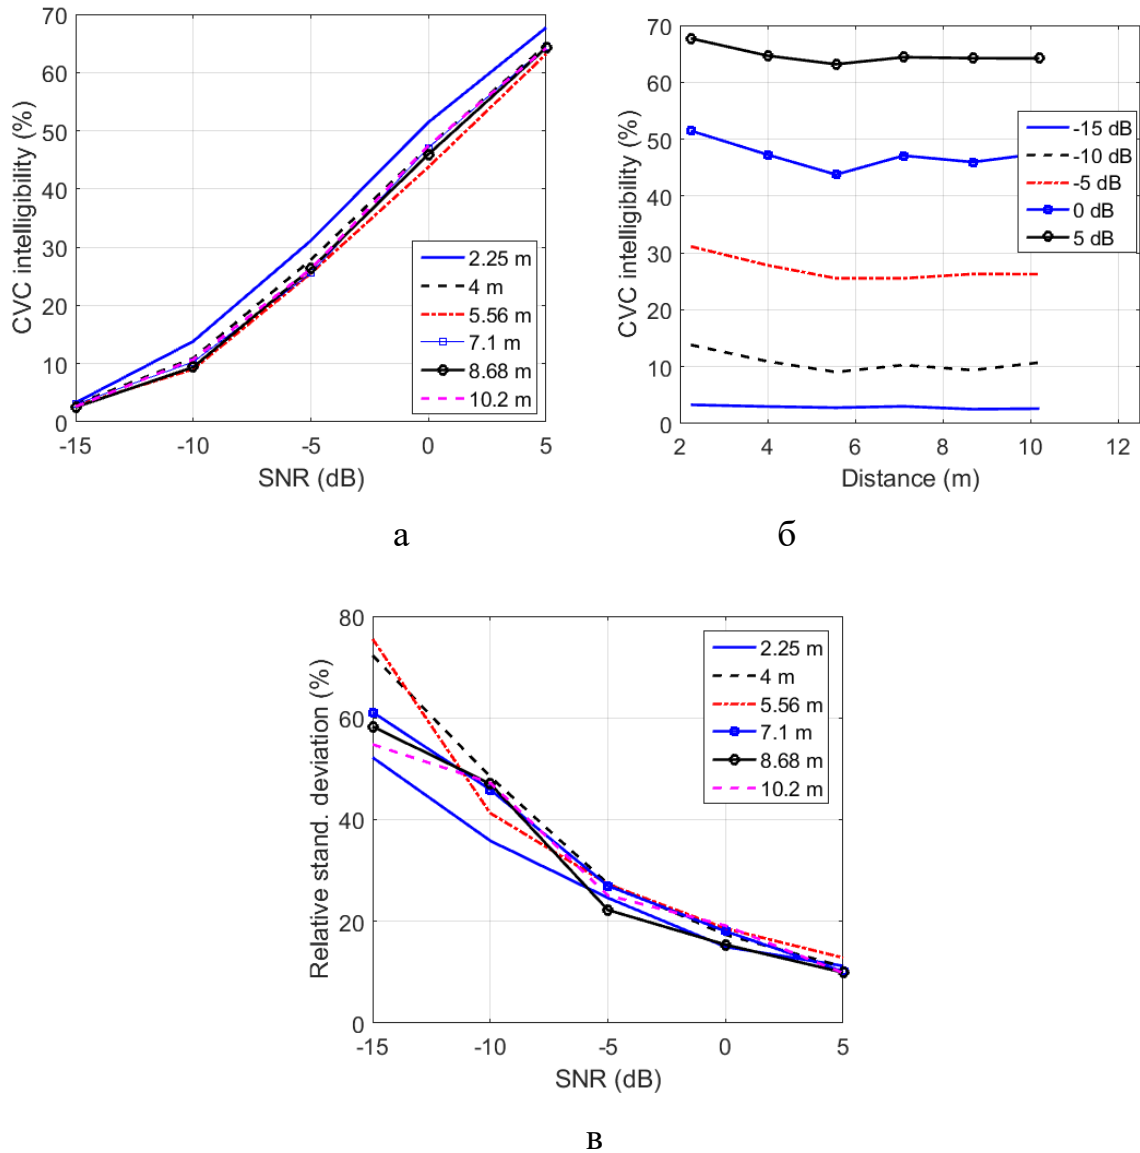 70
60
50
40
30
20
10
0
CVC intelligibility (%)
2.25 m
4 m
5.56 m
7.1 m
8.68 m
10.2 m
-15
-10
-5
0
5
SNR (dB)
а
70
60
50
40
30
20
10
0
CVC intelligibility (%)
-15 dB
-10 dB
-5 dB
0 dB
5 dB
2
4
6
8
10
12
Distance (m)
б
80
60
40
20
0
Relative stand. deviation (%)
2.25 m
4 m
5.56 m
7.1 m
8.68 m
10.2 m
-15
-10
-5
0
5
SNR (dB)
в